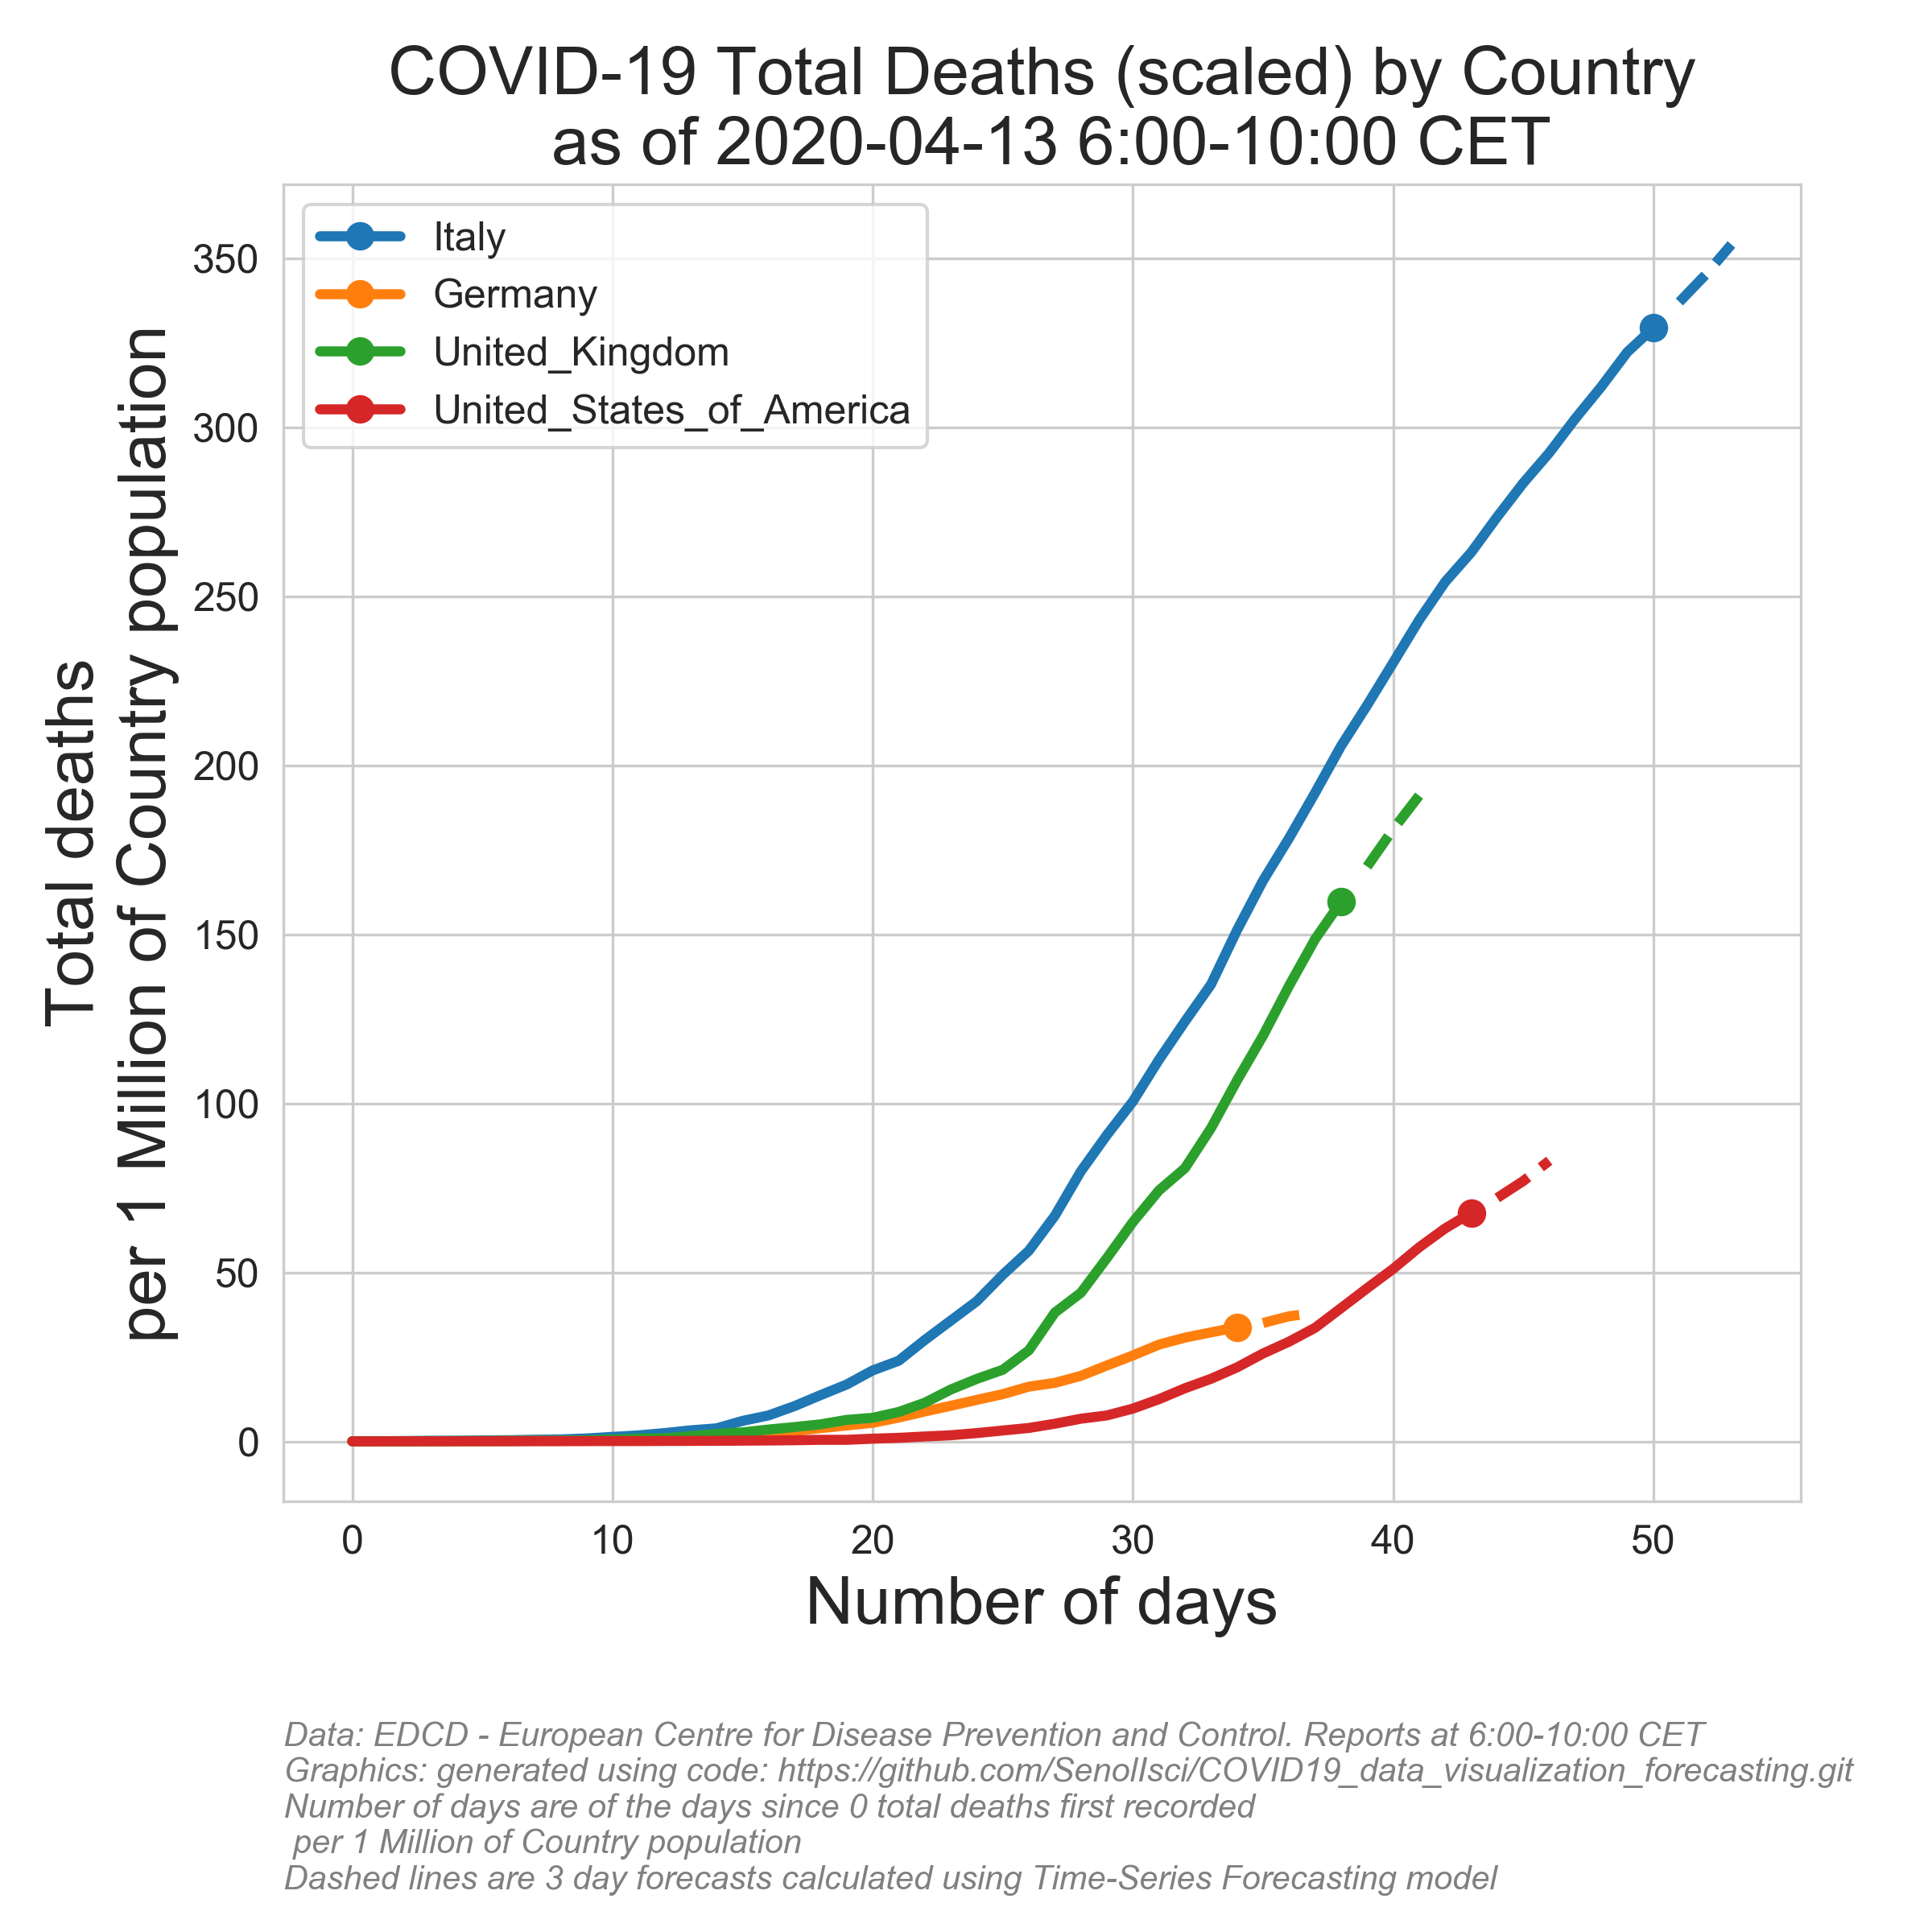 COVID-19 Total Deaths (scaled) by Country
as of 2020-04-13 6:00-10:00 CET
Italy
Germany
United_Kingdom
United_States_of_America
Total deaths
per 1 Million of Country population
350
300
250
200
150
100
50
0
0 10 20 30 40 50
Number of days
Data: EDCD - European Centre for Disease Prevention and Control. Reports at 6:00-10:00 CET
Graphics: generated using code: https://github.com/SenolIsci/COVID19_data_visualization_forecasting.git
Number of days are of the days since 0 total deaths first recorded
per 1 Million of Country population
Dashed lines are 3 day forecasts calculated using Time-Series Forecasting model